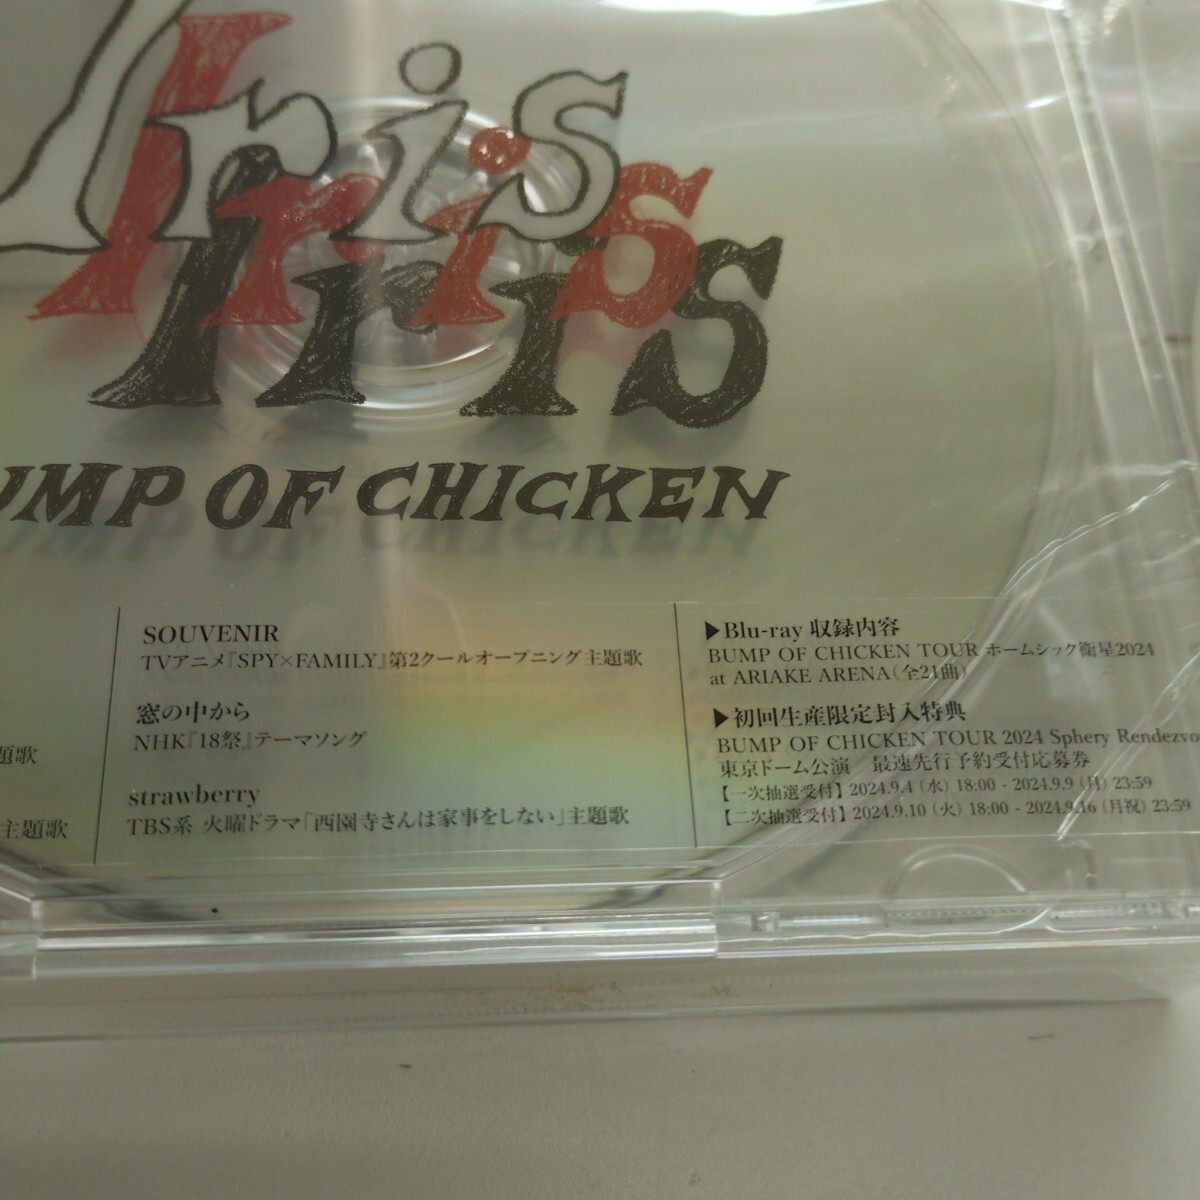 Iris
Iris
Iris
UMP OF CHICKEN
題歌
主題歌
SOUVENIR
TVアニメ『SPY×FAMILY』第2クールオープニング主題歌
窓の中から
NHK『18祭』テーマソング
strawberry
TBS系 火曜ドラマ「西園寺さんは家事をしない」主題歌
▶Blu-ray 収録内容
BUMP OF CHICKEN TOUR ホームシック衛星2024
at ARIAKE ARENA(全21曲)
▶初回生産限定封入特典
BUMP OF CHICKEN TOUR 2024 Sphery Rendezvo
東京ドーム公演 最速先行予約受付応募券
【一次抽選受付】2024.9.4(水)18:00 - 2024.9.9(月)23:59
【二次抽選受付】2024.9.10(火)18:00 - 2024.9.16(月祝)23:59